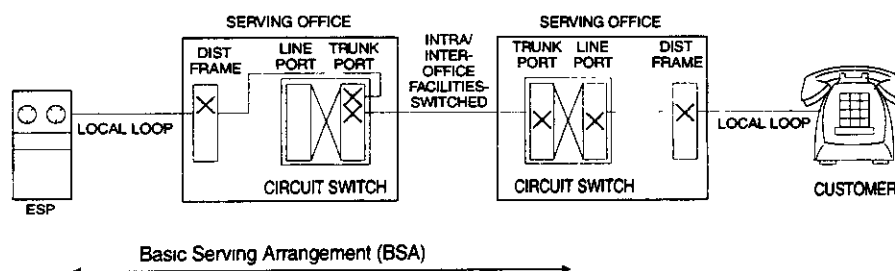 SERVING OFFICE
SERVING OFFICE
DIST
FRAME
LINE
PORT
TRUNK
PORT
INTRA/
INTER-
OFFICE
FACILITIES-
SWITCHED
TRUNK
PORT
LINE
PORT
DIST
FRAME
LOCAL LOOP
LOCAL LOOP
CIRCUIT SWITCH
CIRCUIT SWITCH
CUSTOMER
ESP
Basic Serving Arrangement (BSA)